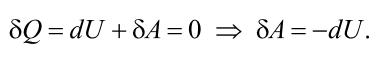 δQ = dU + δA = 0 ⇒ δA = −dU.